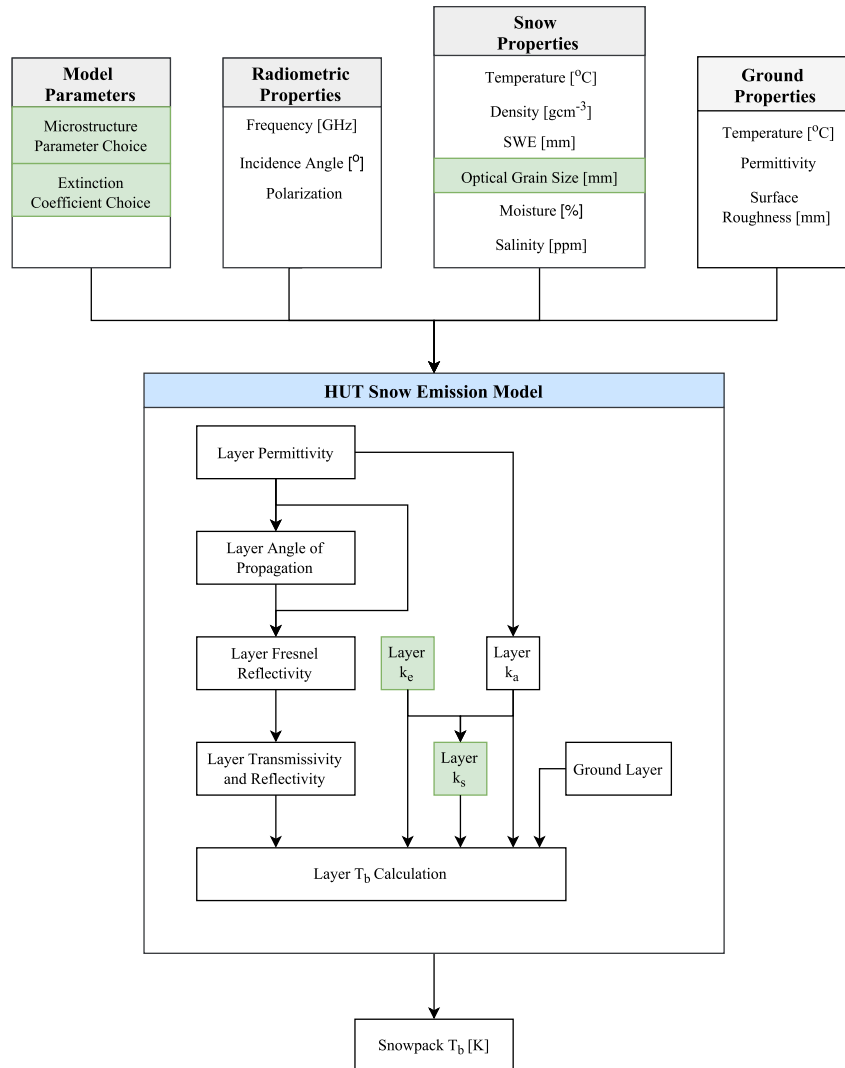 Model
Parameters
Microstructure
Parameter Choice
Extinction
Coefficient Choice
Radiometric
Properties
Frequency [GHz]
Incidence Angle [º]
Polarization
Snow
Properties
Temperature [ºC]
Density [gcm⁻³]
SWE [mm]
Optical Grain Size [mm]
Moisture [%]
Salinity [ppm]
Ground
Properties
Temperature [ºC]
Permittivity
Surface
Roughness [mm]
HUT Snow Emission Model
Layer Permittivity
Layer Angle of
Propagation
Layer Fresnel
Reflectivity
Layer
kₑ
Layer
kₐ
Layer Transmissivity
and Reflectivity
Layer
kₛ
Ground Layer
Layer T_b Calculation
Snowpack T_b [K]